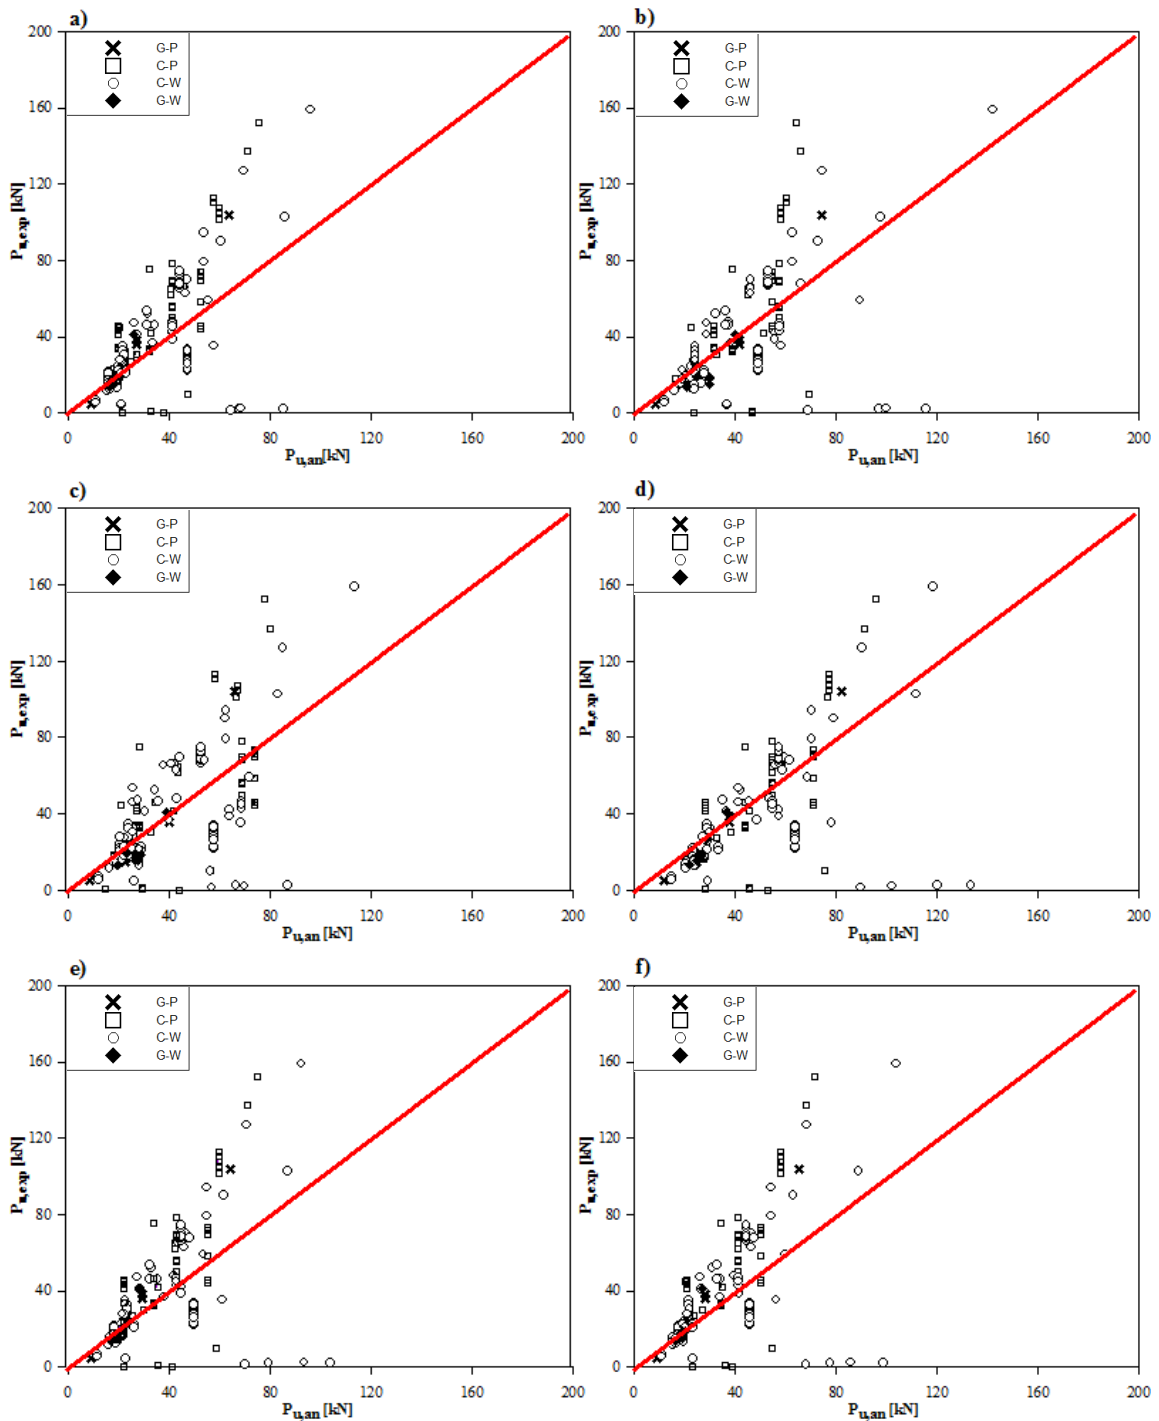 a)
200
160
120
80
40
0
Pu,exp [kN]
G-P
C-P
C-W
G-W
0 40 80 120 160 200
Pu,an[kN]
b)
200
160
120
80
40
0
Pu,exp [kN]
G-P
C-P
C-W
G-W
0 40 80 120 160 200
Pu,an [kN]
c)
200
160
120
80
40
0
Pu,exp [kN]
G-P
C-P
C-W
G-W
0 40 80 120 160 200
Pu,an [kN]
d)
200
160
120
80
40
0
Pu,exp [kN]
G-P
C-P
C-W
G-W
0 40 80 120 160 200
Pu,an [kN]
e)
200
160
120
80
40
0
Pu,exp [kN]
G-P
C-P
C-W
G-W
0 40 80 120 160 200
Pu,an [kN]
f)
200
160
120
80
40
0
Pu,exp [kN]
G-P
C-P
C-W
G-W
0 40 80 120 160 200
Pu,an [kN]